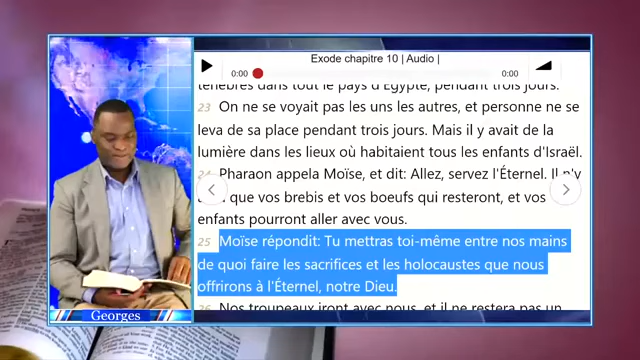 Exode chapitre 10 | Audio |
0:00
0:00
ténèbres dans tout le pays d'Égypte, pendant trois jours.
23 On ne se voyait pas les uns les autres, et personne ne se
leva de sa place pendant trois jours. Mais il y avait de la
lumière dans les lieux où habitaient tous les enfants d'Israël.
24 Pharaon appela Moïse, et dit: Allez, servez l'Éternel. Il n'y
que vos brebis et vos boeufs qui resteront, et vos
enfants pourront aller avec vous.
25 Moïse répondit: Tu mettras toi-même entre nos mains
de quoi faire les sacrifices et les holocaustes que nous
offrirons à l'Éternel, notre Dieu.
26 Nos troupeaux iront avec nous, et il ne restera pas un
Georges